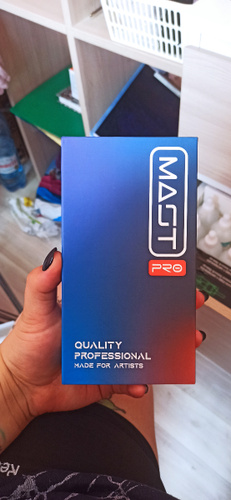 MAST
PRO
QUALITY
PROFESSIONAL
MADE FOR ARTISTS